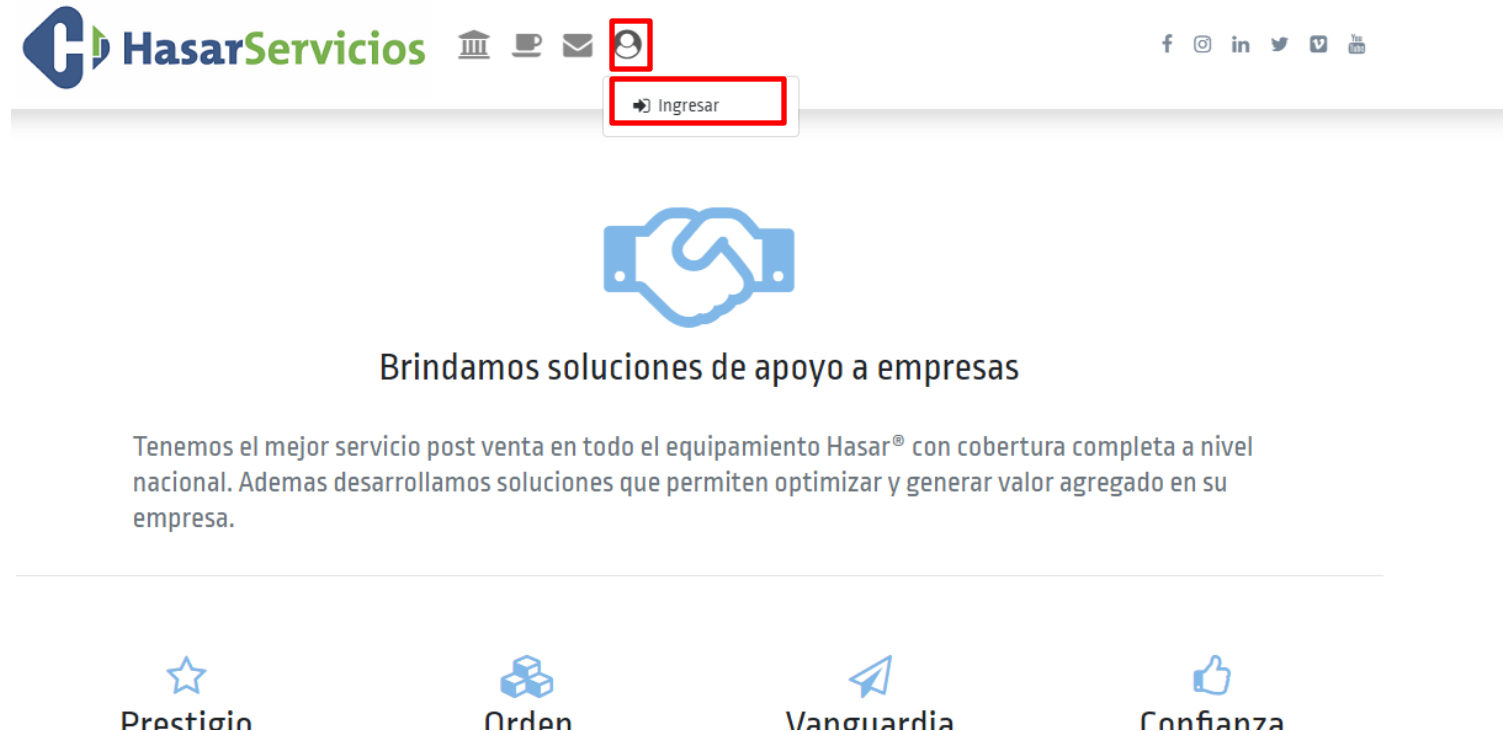 HasarServicios
Ingresar
Brindamos soluciones de apoyo a empresas
Tenemos el mejor servicio post venta en todo el equipamiento Hasar® con cobertura completa a nivel
nacional. Ademas desarrollamos soluciones que permiten optimizar y generar valor agregado en su
empresa.
Prestigio
Orden
Vanguardia
Confianza